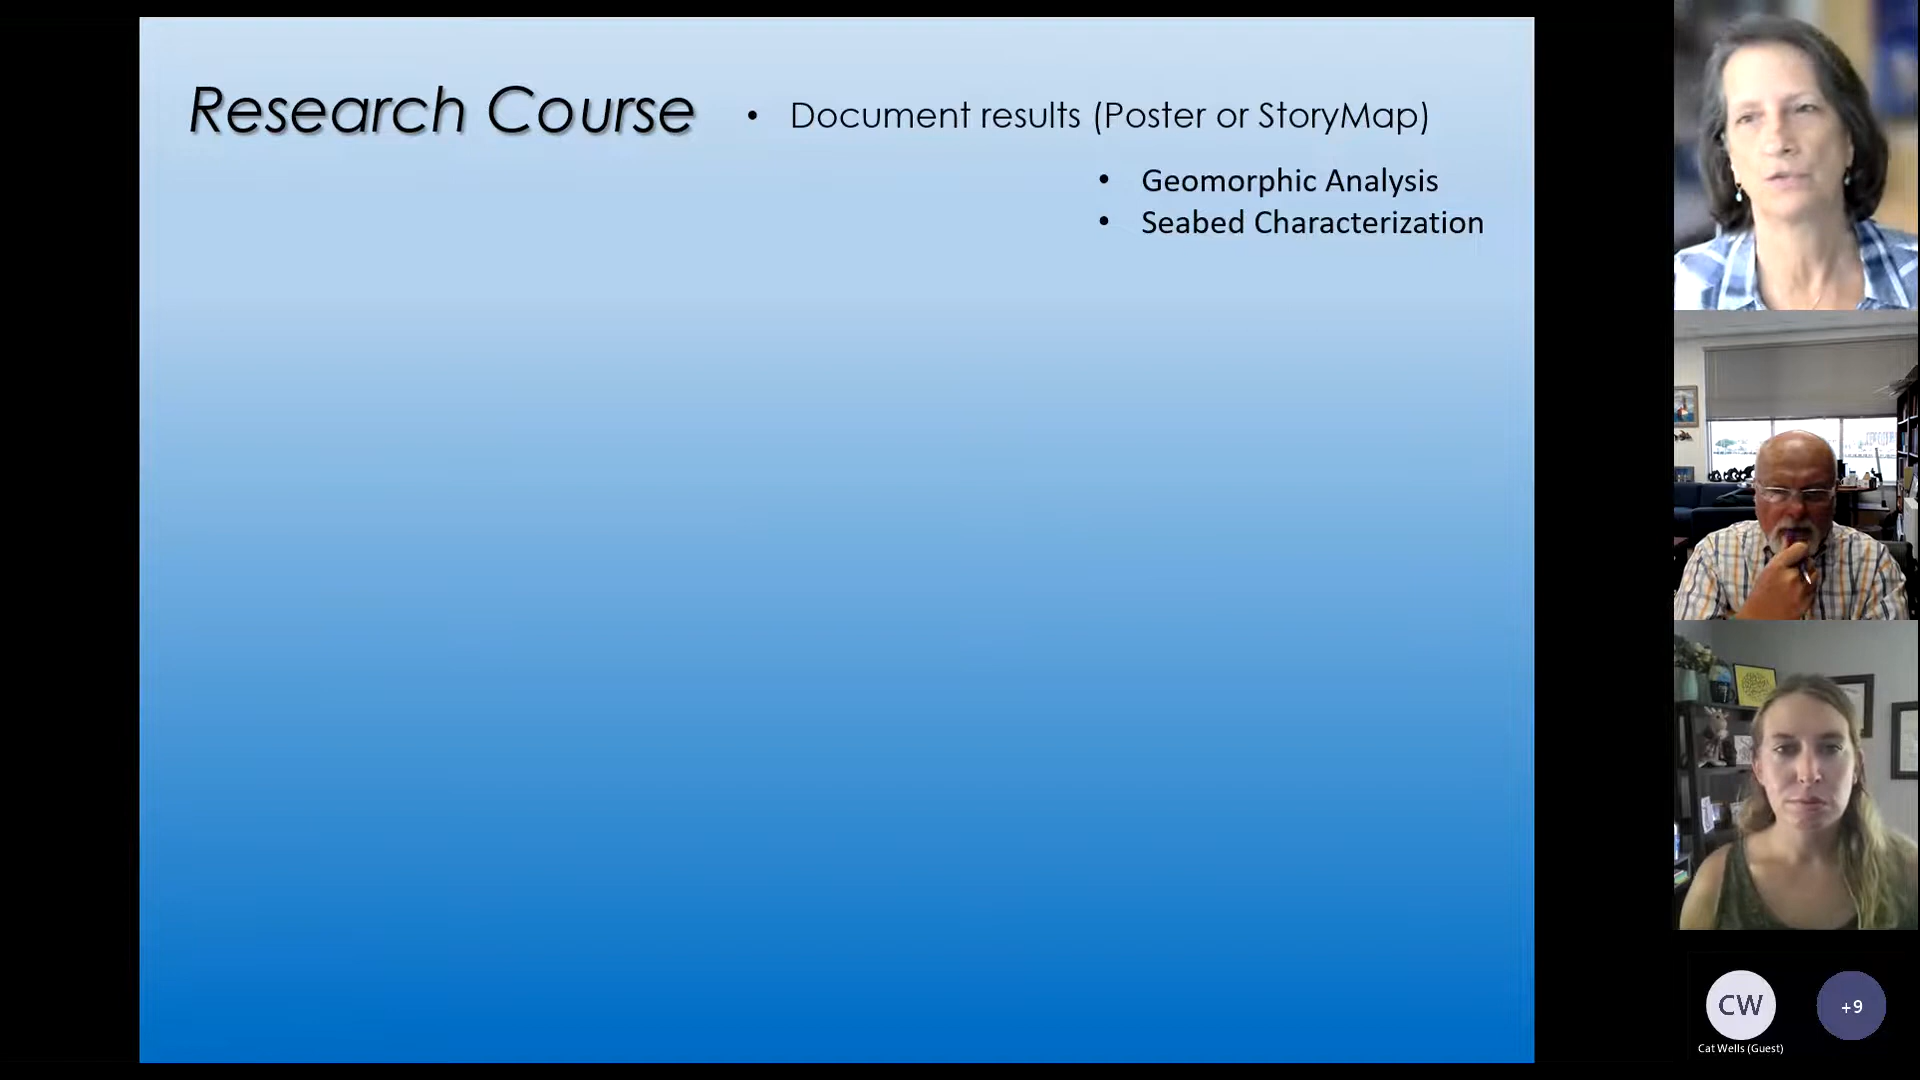 Research Course
• Document results (Poster or StoryMap)
• Geomorphic Analysis
• Seabed Characterization
CW
+9
Cat Wells (Guest)